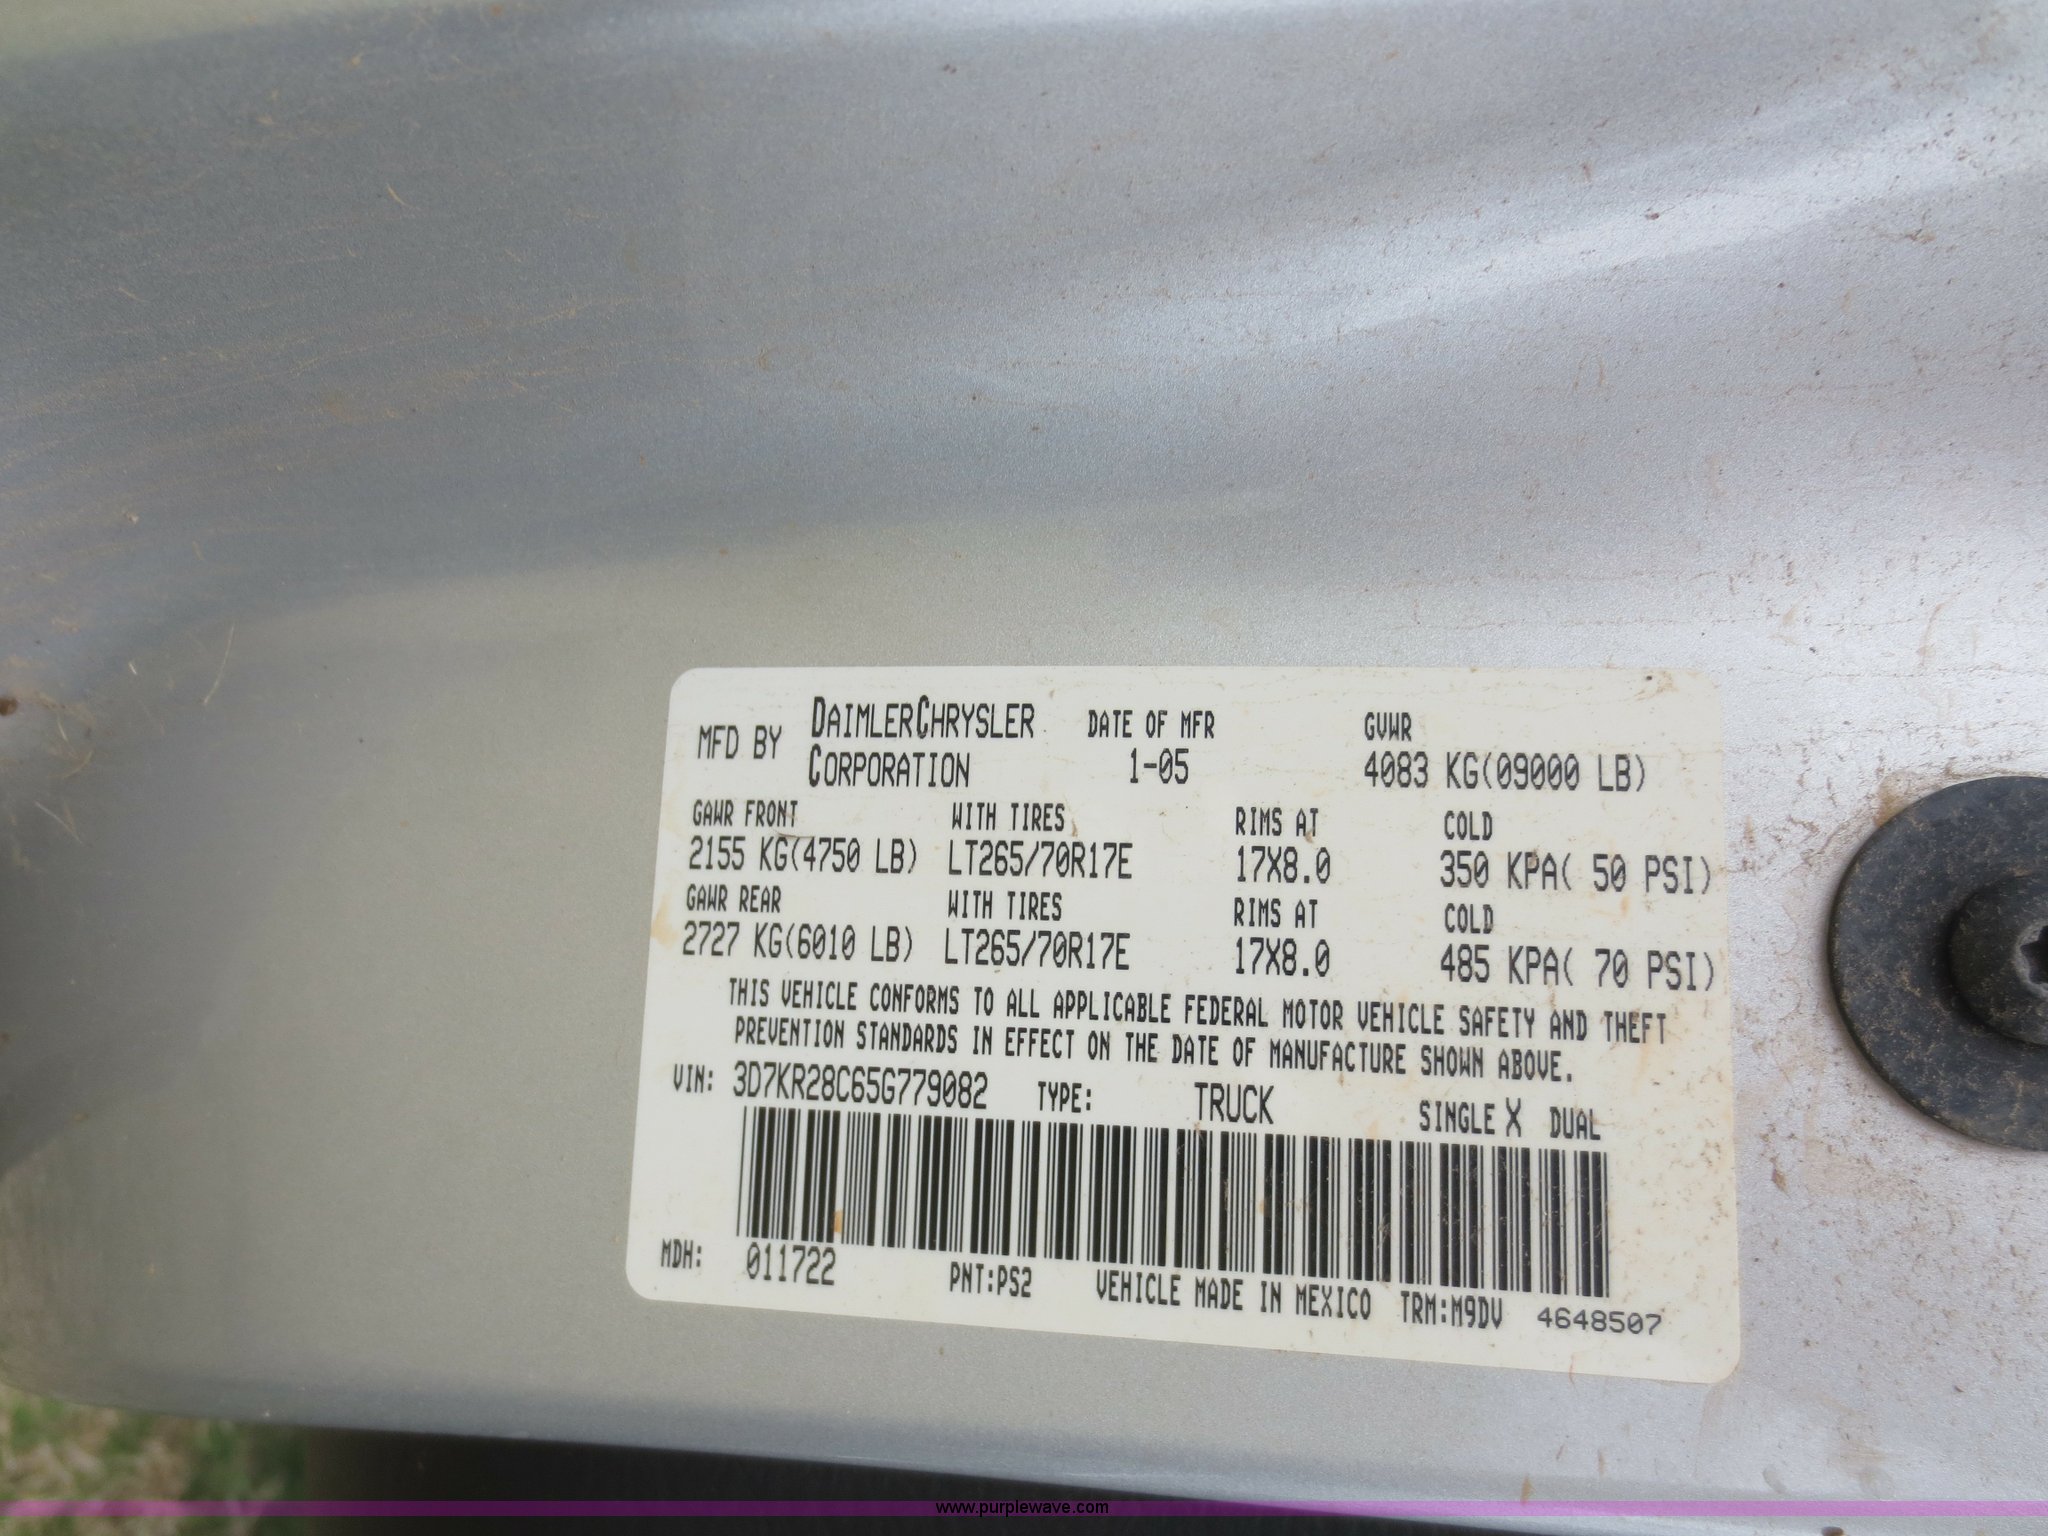 MFD BY DAIMLERCHRYSLER CORPORATION DATE OF MFR 1-05 GVWR 4083 KG(09000 LB)
GAWR FRONT WITH TIRES RIMS AT COLD
2155 KG(4750 LB) LT265/70R17E 17X8.0 350 KPA( 50 PSI)
GAWR REAR WITH TIRES RIMS AT COLD
2727 KG(6010 LB) LT265/70R17E 17X8.0 485 KPA( 70 PSI)
THIS VEHICLE CONFORMS TO ALL APPLICABLE FEDERAL MOTOR VEHICLE SAFETY AND THEFT
PREVENTION STANDARDS IN EFFECT ON THE DATE OF MANUFACTURE SHOWN ABOVE.
VIN: 3D7KR28C65G779082 TYPE: TRUCK SINGLE X DUAL
MDH: 011722 PNT:PS2 VEHICLE MADE IN MEXICO TRM:M9DV 4648507
www.purplewave.com